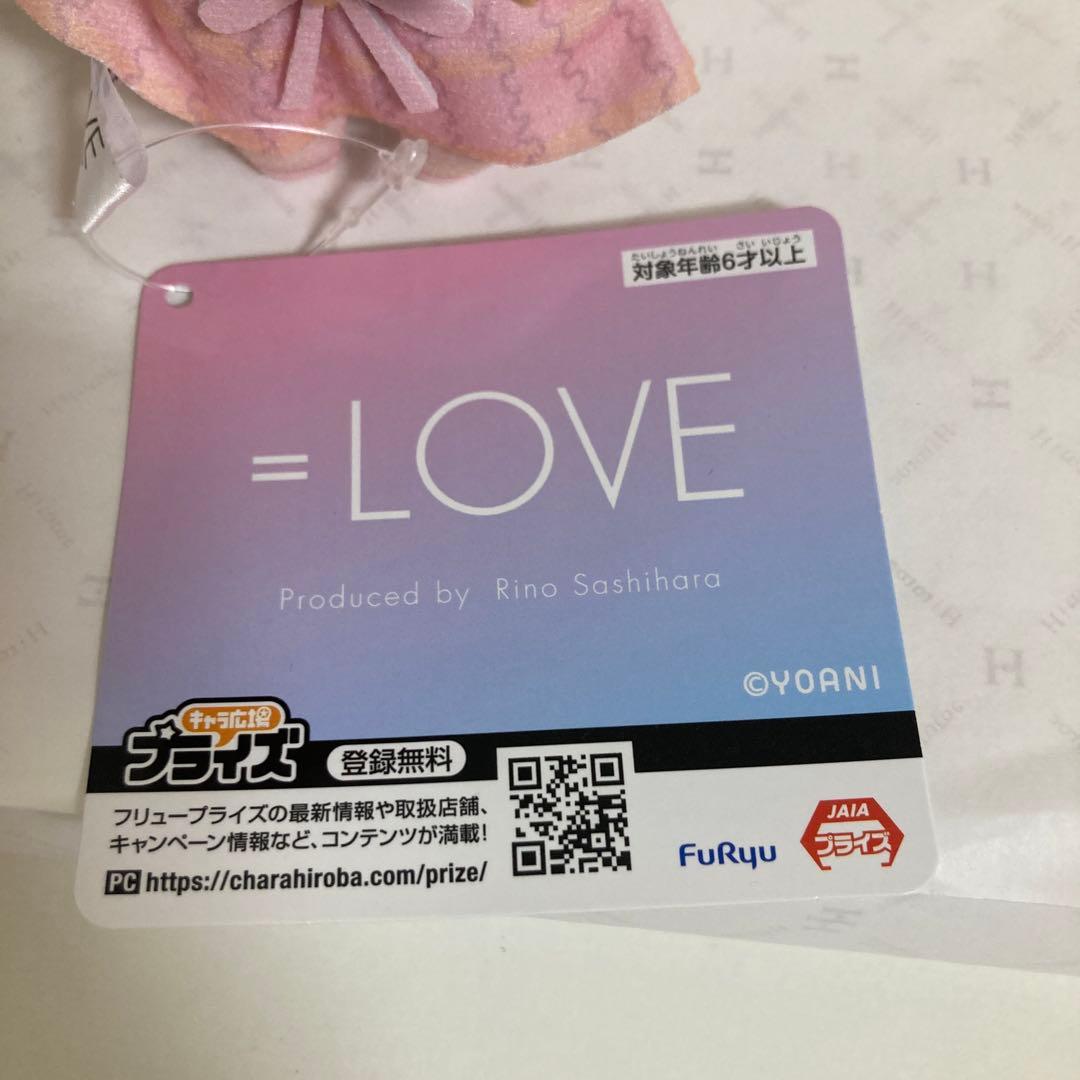 たいしょうねんれい さい いじょう
対象年齢6才以上
= LOVE
Produced by Rino Sashihara
©YOANI
キャラ広場
プライズ
登録無料
フリュープライズの最新情報や取扱店舗、
キャンペーン情報など、コンテンツが満載!
PC https://charahiroba.com/prize/
FuRyu
JAIA
プライズ